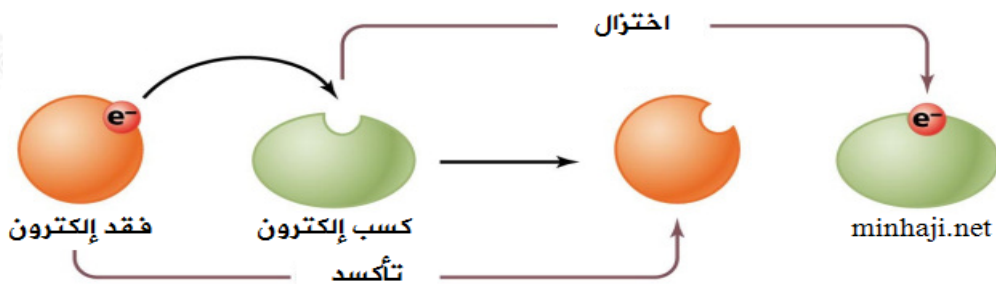 اختزال
e−
e−
فقد إلكترون
كسب إلكترون
minhaji.net
تأكسد